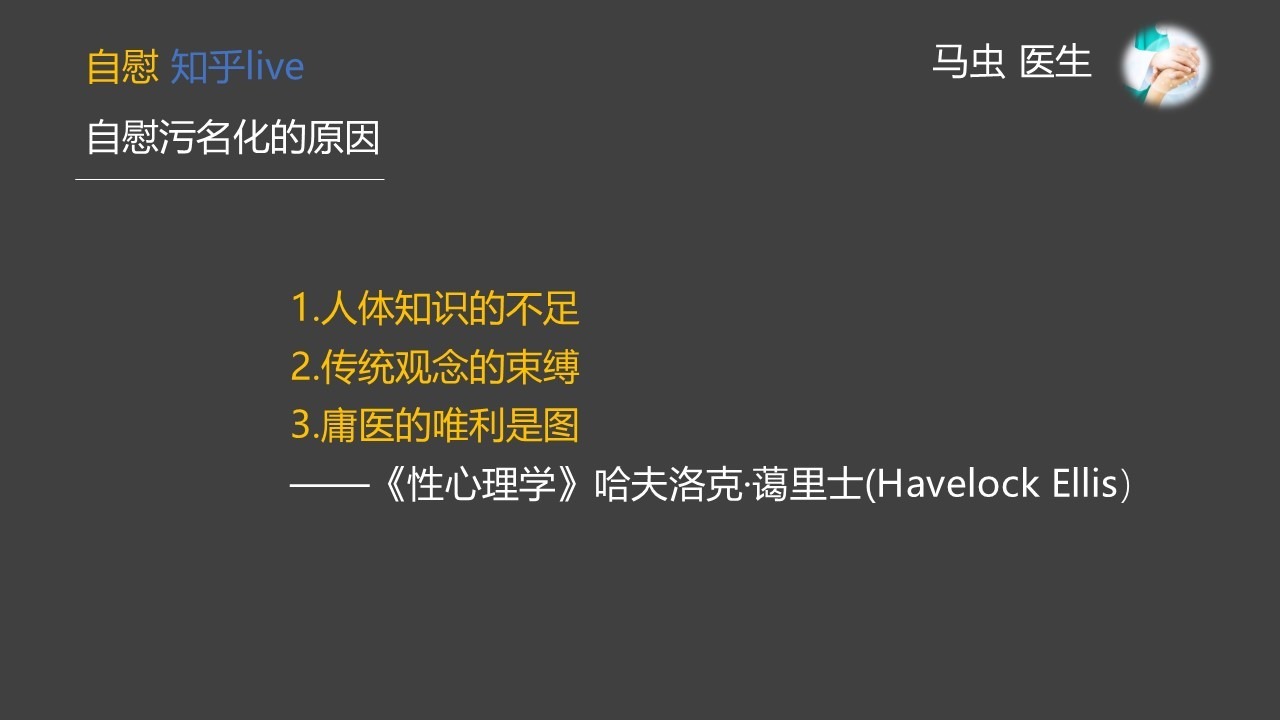 自慰 知乎live
马虫 医生
自慰污名化的原因
1.人体知识的不足
2.传统观念的束缚
3.庸医的唯利是图
——《性心理学》哈夫洛克·蔼里士(Havelock Ellis）